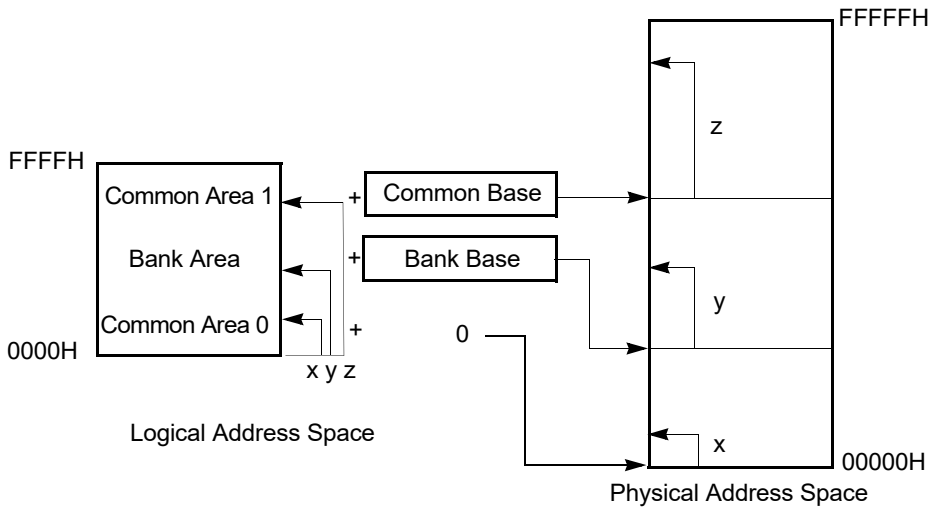 FFFFFH
z
FFFFH
Common Area 1
+
Common Base
Bank Area
+
Bank Base
y
Common Area 0
+
0
0000H
x y z
x
Logical Address Space
00000H
Physical Address Space